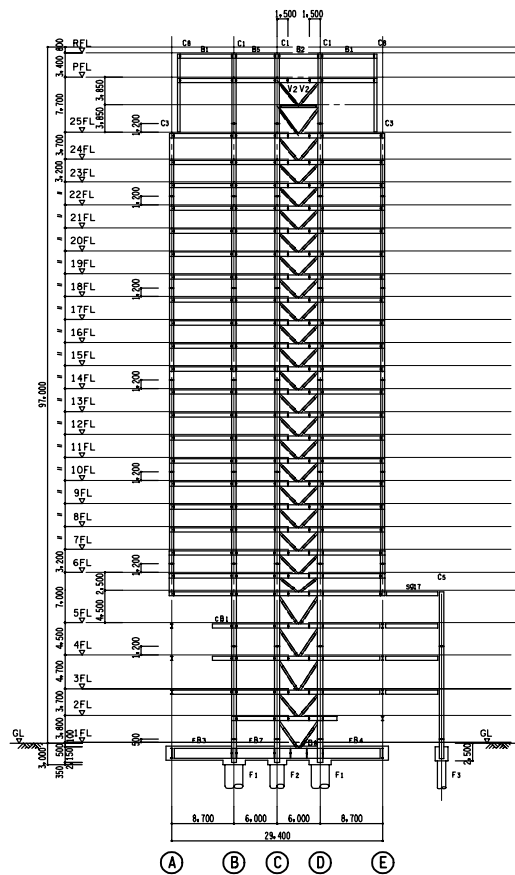 1,500 1,500
C8 C1 C1 C1 C8
RFL B1 B5 B2 B1
800
PFL
3,400
V2 V2
3,850
7,700
3,850
25FL C3 C3
1,200
3,700
24FL
3,200
23FL
" 22FL 1,200
" 21FL
" 20FL
" 19FL
" 18FL 1,200
" 17FL
" 16FL
" 15FL
" 14FL 1,200
97,000
" 13FL
" 12FL
" 11FL
" 10FL 1,200
" 9FL
" 8FL
" 7FL
3,200 6FL 1,200
2,500
7,000
C5
SG17
4,500
5FL CB1
4,500
4FL 1,200
4,700
3FL
3,700
2FL
3,800
GL 1FL 500 GL
FB3 FB7 FB4
3,000 500 2,500
350
F1 F2 F1 F3
8,700 6,000 6,000 8,700
29,400
A B C D E